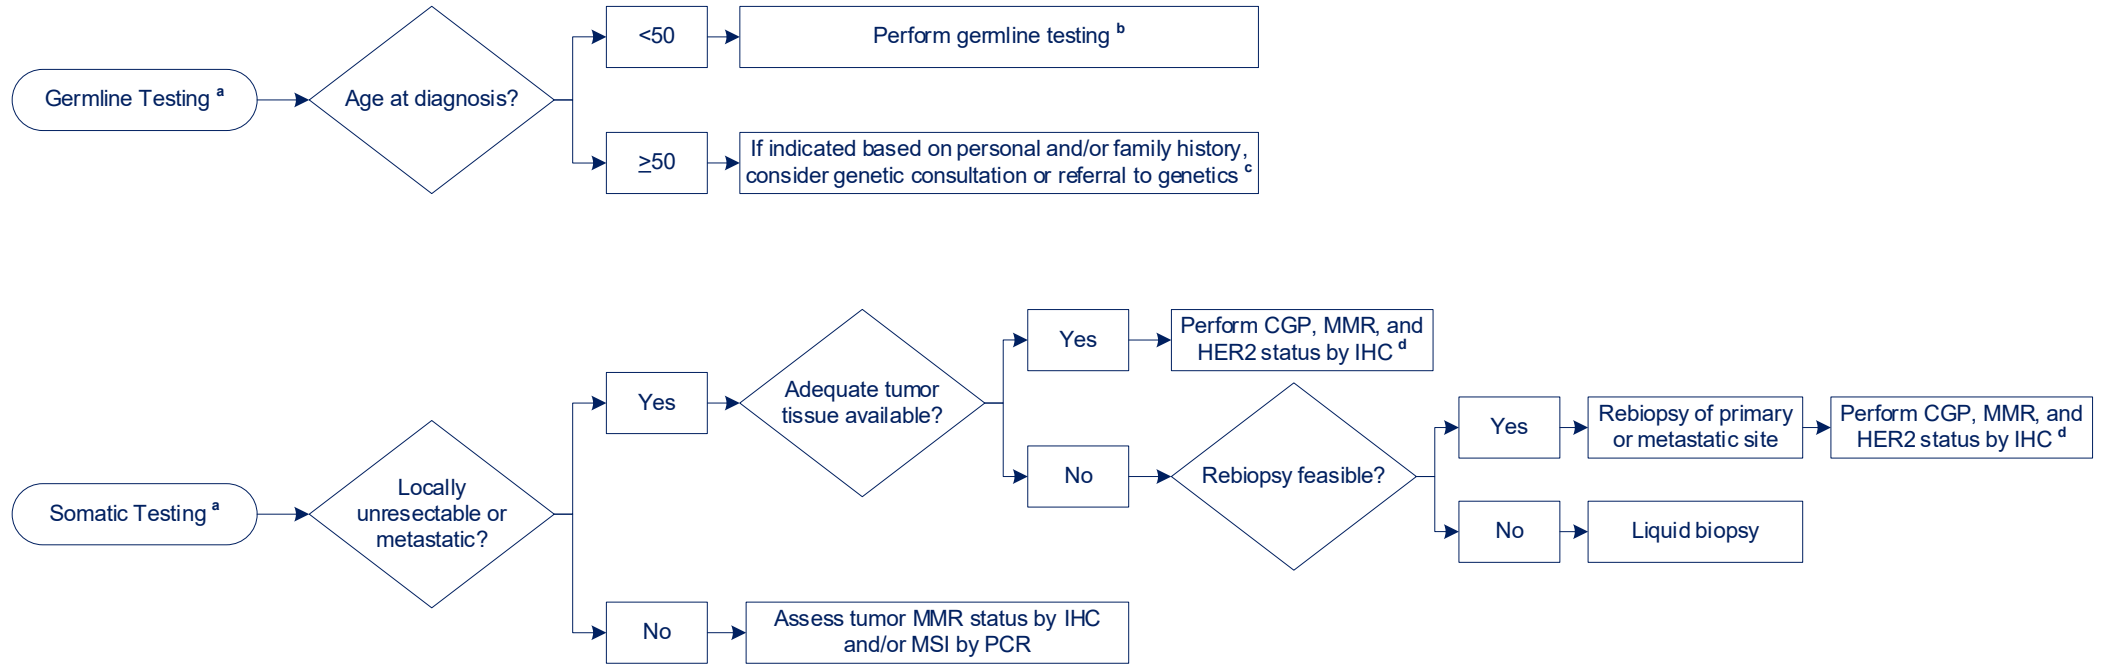 Germline Testing a
Age at diagnosis?
<50
Perform germline testing b
≥50
If indicated based on personal and/or family history,
consider genetic consultation or referral to genetics c
Somatic Testing a
Locally
unresectable or
metastatic?
Yes
Adequate tumor
tissue available?
Yes
Perform CGP, MMR, and
HER2 status by IHC d
No
Rebiopsy feasible?
Yes
Rebiopsy of primary
or metastatic site
Perform CGP, MMR, and
HER2 status by IHC d
No
Liquid biopsy
No
Assess tumor MMR status by IHC
and/or MSI by PCR